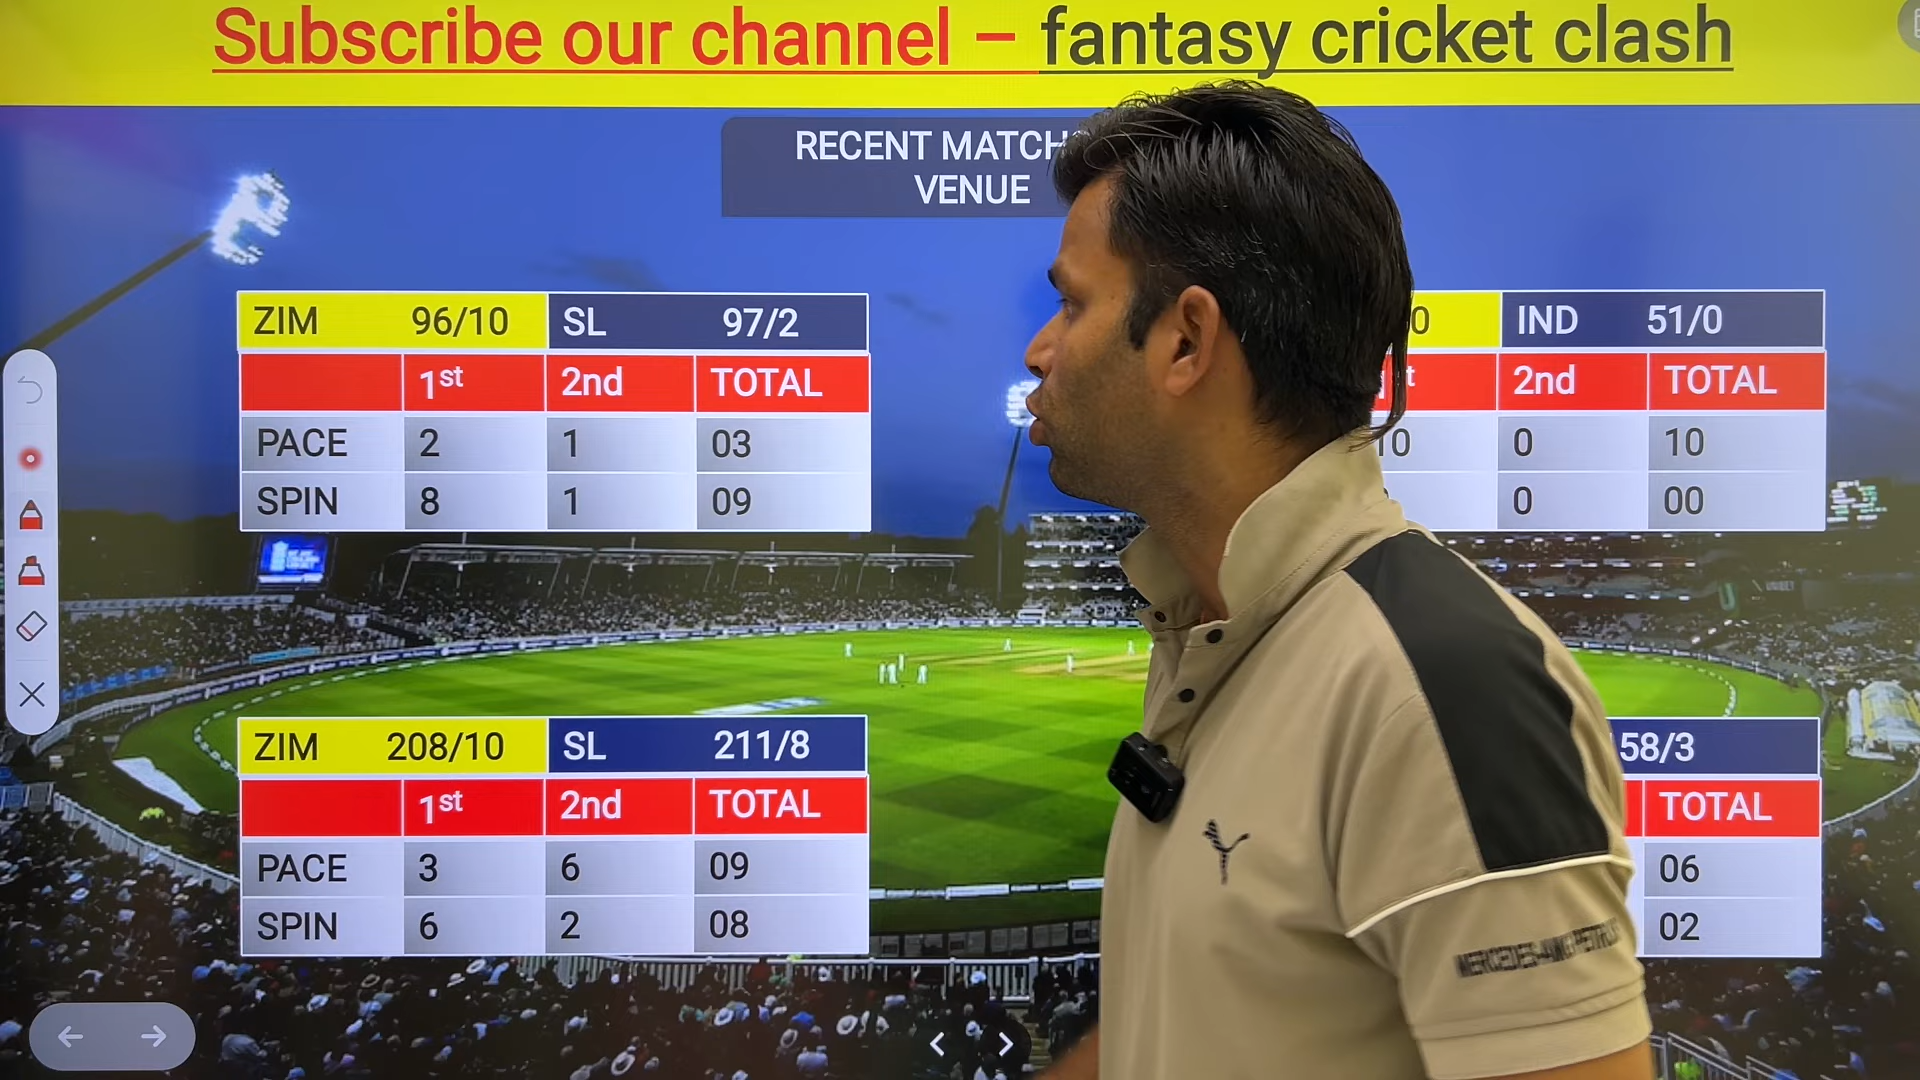 Subscribe our channel – fantasy cricket clash
RECENT MATCH
VENUE
ZIM 96/10 SL 97/2
1st 2nd TOTAL
PACE 2 1 03
SPIN 8 1 09
0 IND 51/0
t 2nd TOTAL
10 0 10
0 00
ZIM 208/10 SL 211/8
1st 2nd TOTAL
PACE 3 6 09
SPIN 6 2 08
58/3
TOTAL
06
02